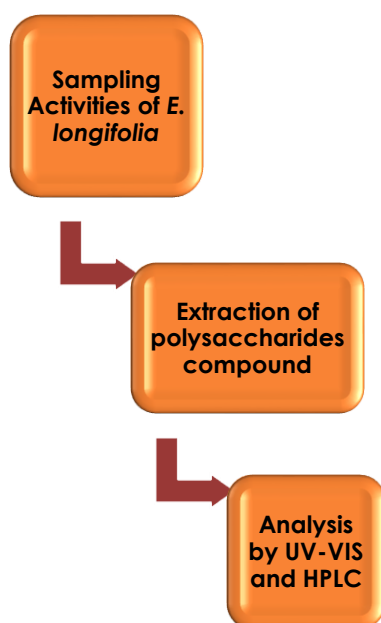 Sampling
Activities of E.
longifolia
Extraction of
polysaccharides
compound
Analysis
by UV-VIS
and HPLC